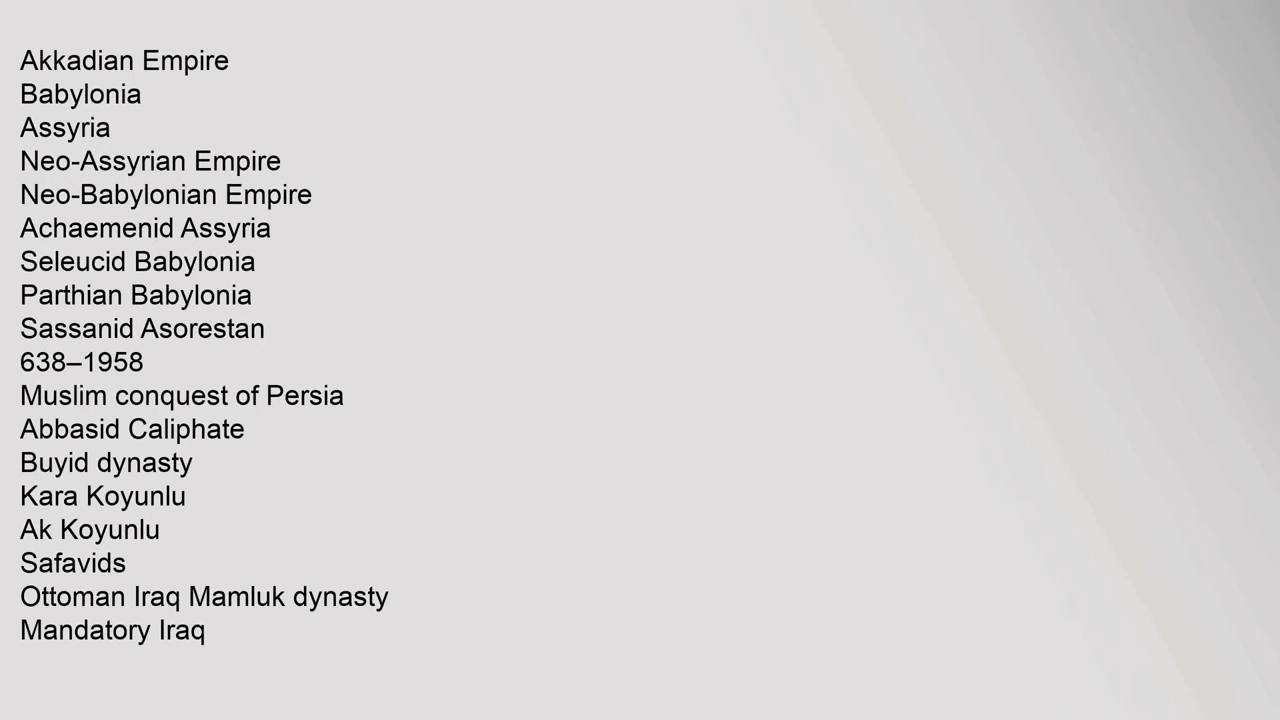 Akkadian Empire
Babylonia
Assyria
Neo-Assyrian Empire
Neo-Babylonian Empire
Achaemenid Assyria
Seleucid Babylonia
Parthian Babylonia
Sassanid Asorestan
638–1958
Muslim conquest of Persia
Abbasid Caliphate
Buyid dynasty
Kara Koyunlu
Ak Koyunlu
Safavids
Ottoman Iraq Mamluk dynasty
Mandatory Iraq